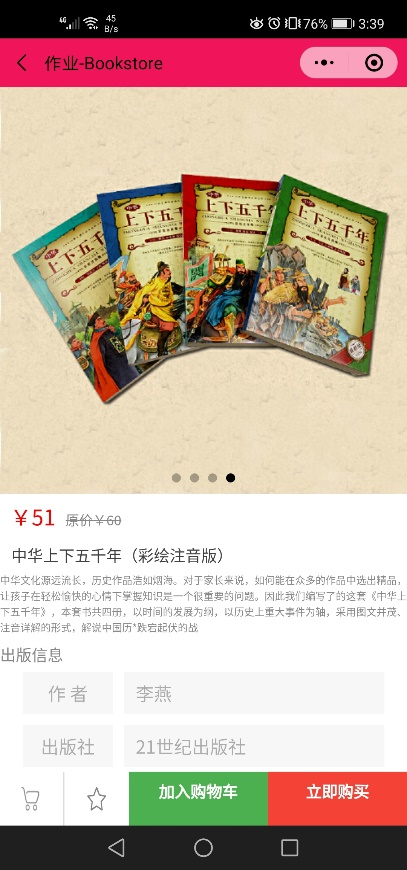 4G
45
B/s
76%
3:39
作业-Bookstore
上下五千年
上下五千年
上下五千年
中华
上下五千年
￥51 原价￥60
中华上下五千年（彩绘注音版）
中华文化源远流长，历史作品浩如烟海。对于家长来说，如何能在众多的作品中选出精品，
让孩子在轻松愉快的心情下掌握知识是一个很重要的问题。因此我们编写了的这套《中华上
下五千年》，本套书共四册，以时间的发展为纲，以历史上重大事件为轴，采用图文并茂、
注音详解的形式，解说中国历*跌宕起伏的战
出版信息
作 者 李燕
出版社 21世纪出版社
加入购物车 立即购买